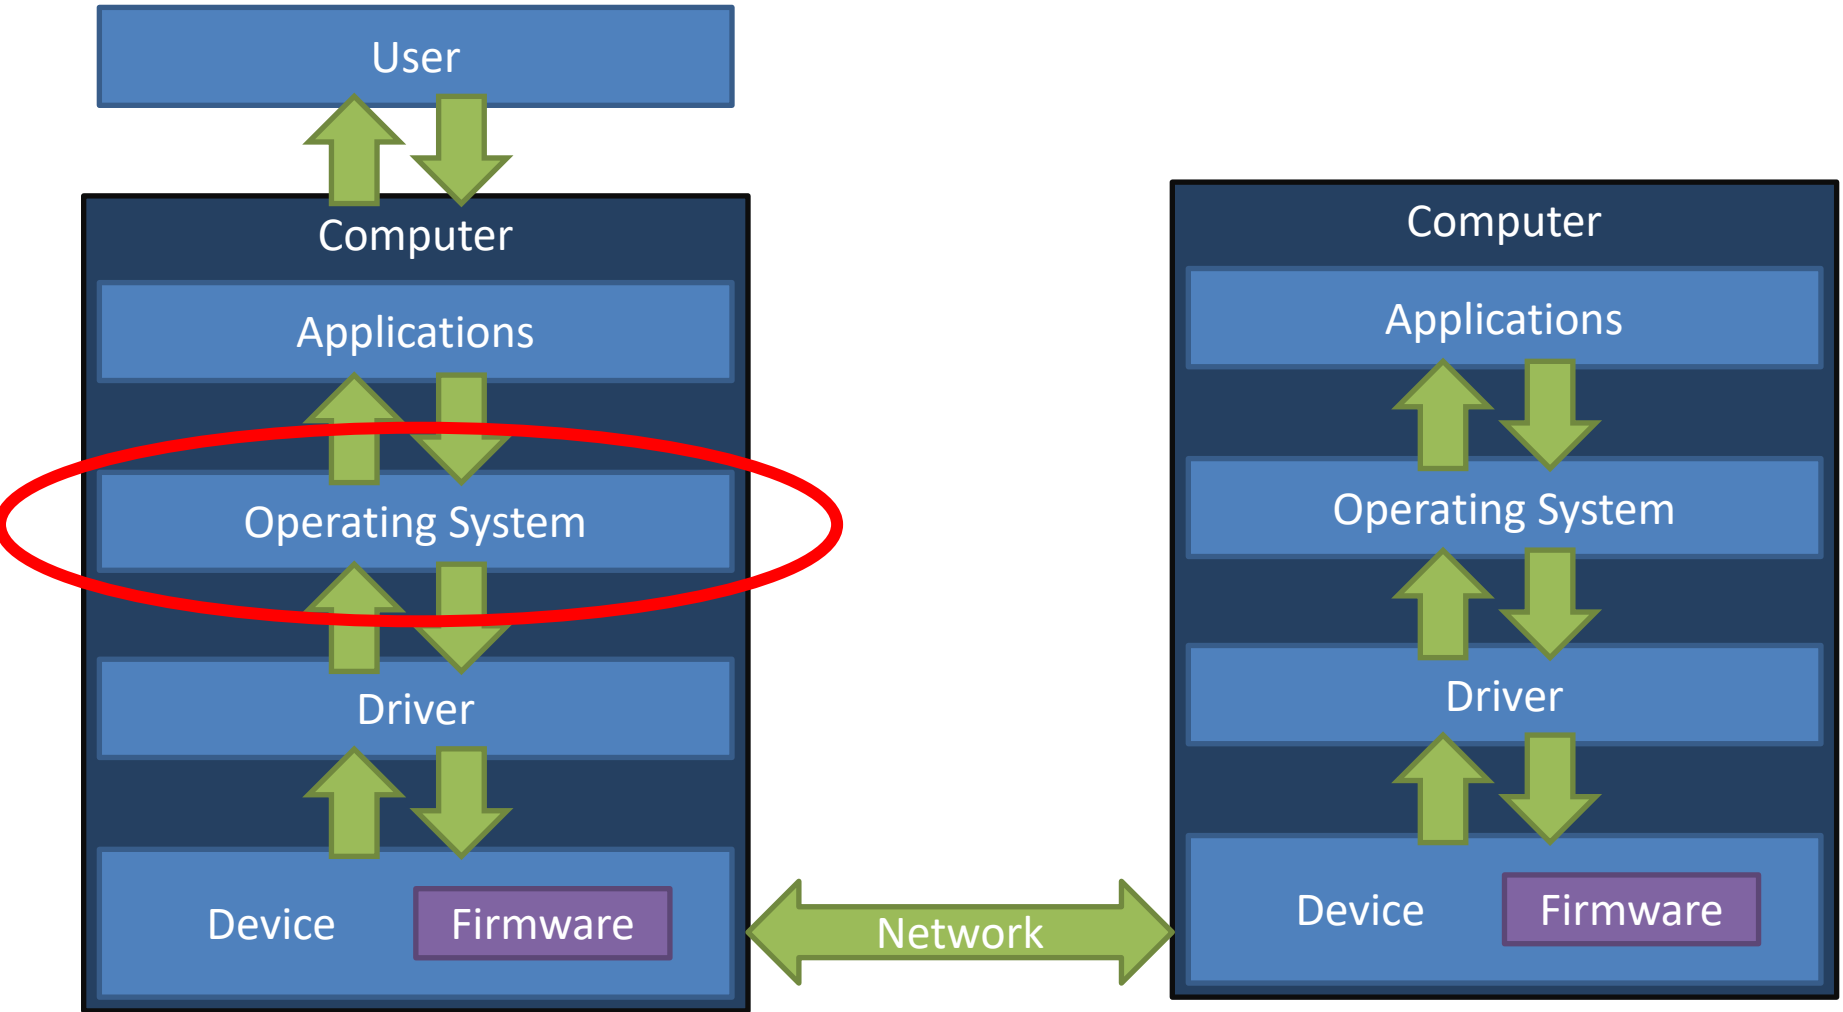 User
Computer
Applications
Operating System
Driver
Device
Firmware
Network
Computer
Applications
Operating System
Driver
Device
Firmware